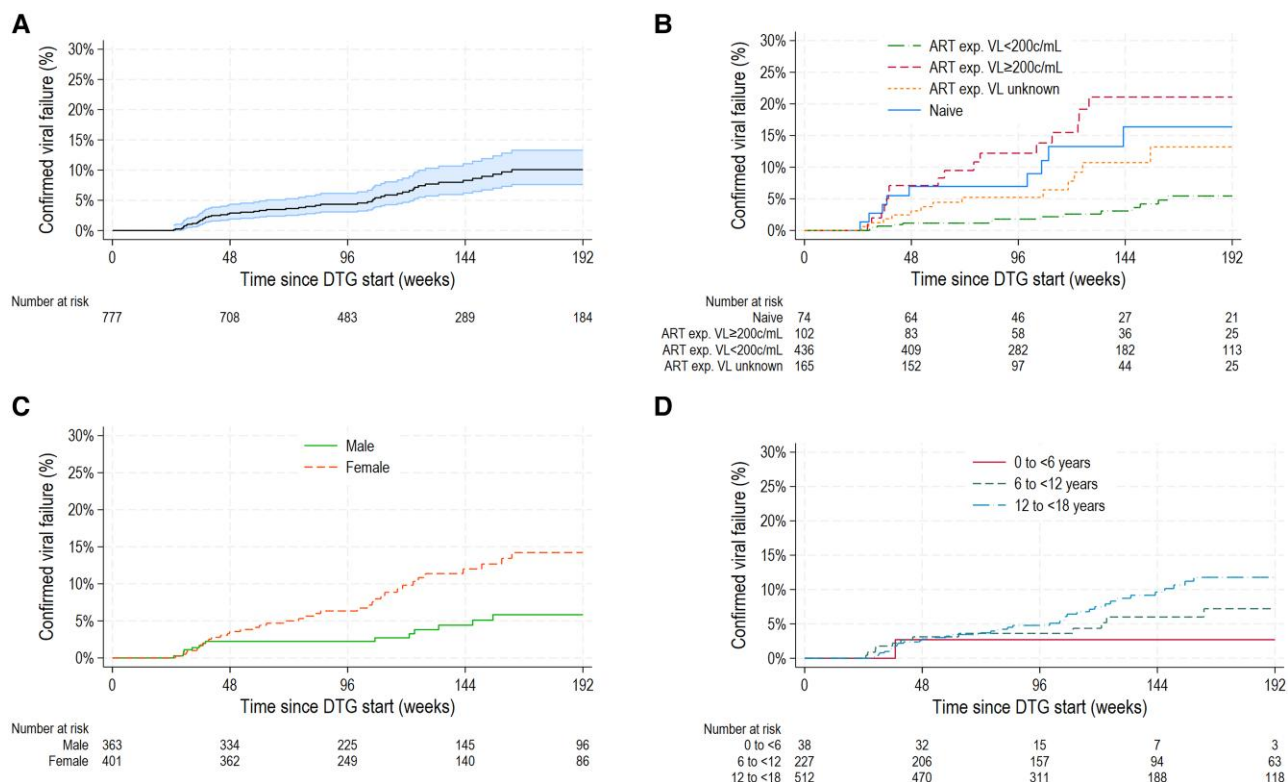 A
Confirmed viral failure (%)
30%
25%
20%
15%
10%
5%
0%
0 48 96 144 192
Time since DTG start (weeks)
Number at risk
777 708 483 289 184
B
Confirmed viral failure (%)
30%
25%
20%
15%
10%
5%
0%
ART exp. VL<200c/mL
ART exp. VL≥200c/mL
ART exp. VL unknown
Naive
0 48 96 144 192
Time since DTG start (weeks)
Number at risk
Naive 74 64 46 27 21
ART exp. VL≥200c/mL 102 83 58 36 25
ART exp. VL<200c/mL 436 409 282 182 113
ART exp. VL unknown 165 152 97 44 25
C
Confirmed viral failure (%)
30%
25%
20%
15%
10%
5%
0%
Male
Female
0 48 96 144 192
Time since DTG start (weeks)
Number at risk
Male 363 334 225 145 96
Female 401 362 249 140 86
D
Confirmed viral failure (%)
30%
25%
20%
15%
10%
5%
0%
0 to <6 years
6 to <12 years
12 to <18 years
0 48 96 144 192
Time since DTG start (weeks)
Number at risk
0 to <6 38 32 15 7 3
6 to <12 227 206 157 94 63
12 to <18 512 470 311 188 118